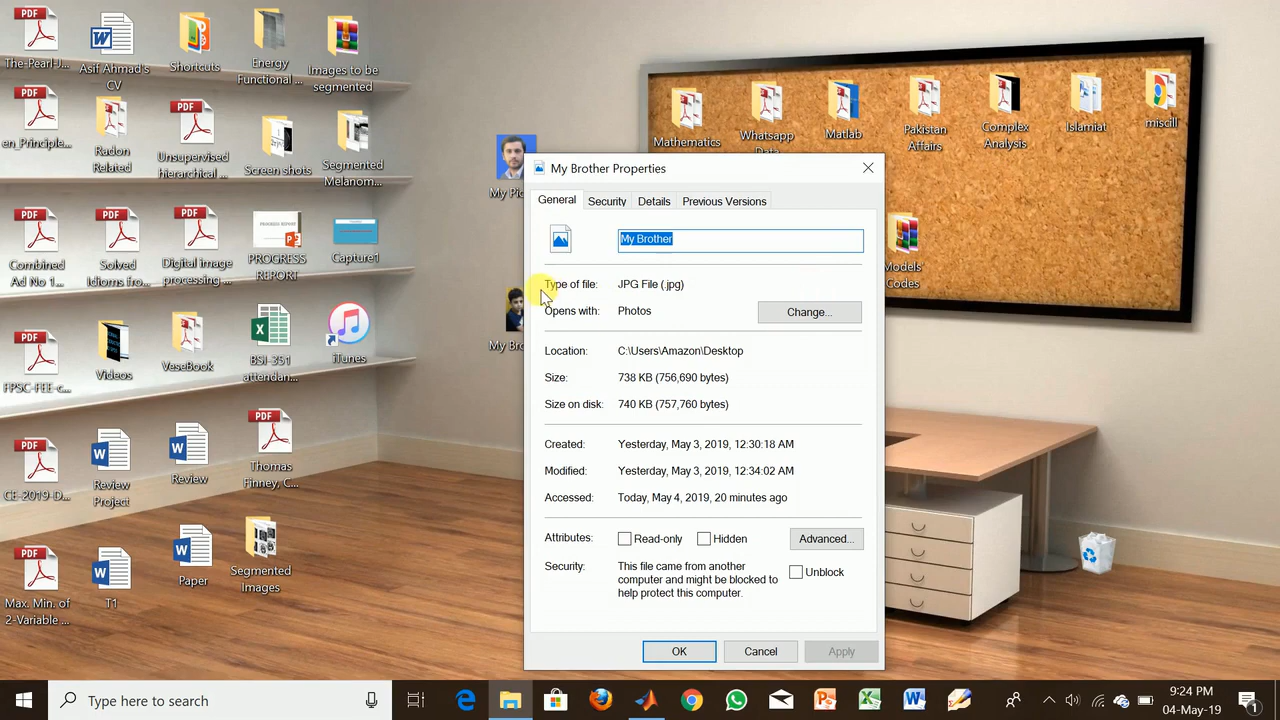 The-Pearl-J...
Asif Ahmad's
CV
Shortcuts
Energy
Functional ...
Images to be
segmented
en_Principle...
Radon
Related
Unsupervised
hierarchical ...
Screen shots
Segmented
Melanom...
Combined
Ad No 1...
Solved
Idioms fro...
Digital image
processing ...
PROGRESS
REPORT
Capture1
FPSC-FEE-c...
Videos
VeseBook
BSI-351
attendan...
iTunes
CE-2019-D...
Review
Project
Review
Thomas
Finney, C...
Max. Min. of
2-Variable ...
T1
Paper
Segmented
Images
My Pic
My Bro
Mathematics
Whatsapp
Data
Matlab
Pakistan
Affairs
Complex
Analysis
Islamiat
miscill
Models
Codes
My Brother Properties
General
Security
Details
Previous Versions
My Brother
Type of file: JPG File (.jpg)
Opens with: Photos
Change...
Location: C:\Users\Amazon\Desktop
Size: 738 KB (756,690 bytes)
Size on disk: 740 KB (757,760 bytes)
Created: Yesterday, May 3, 2019, 12:30:18 AM
Modified: Yesterday, May 3, 2019, 12:34:02 AM
Accessed: Today, May 4, 2019, 20 minutes ago
Attributes: Read-only Hidden Advanced...
Security: This file came from another
computer and might be blocked to
help protect this computer.
Unblock
OK Cancel Apply
Type here to search
9:24 PM
04-May-19